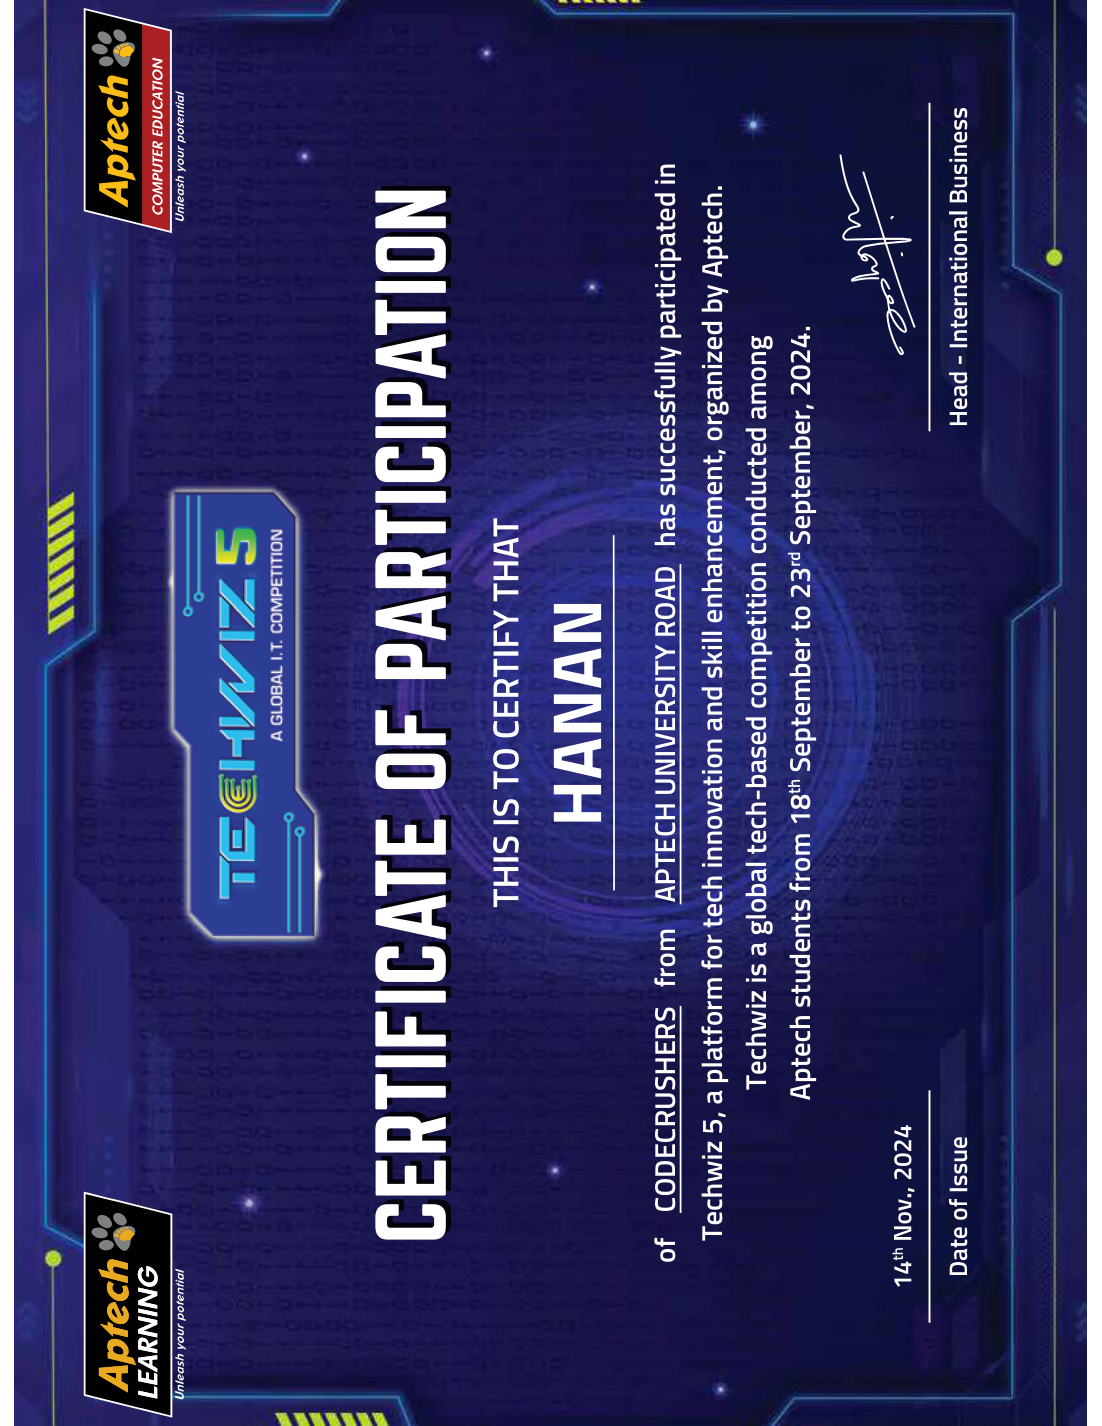 Aptech
LEARNING
Unleash your potential
Aptech
COMPUTER EDUCATION
Unleash your potential
TECHWIZ 5
A GLOBAL I.T. COMPETITION
CERTIFICATE OF PARTICIPATION
THIS IS TO CERTIFY THAT
HANAN
of CODECRUSHERS from APTECH UNIVERSITY ROAD has successfully participated in
Techwiz 5, a platform for tech innovation and skill enhancement, organized by Aptech.
Techwiz is a global tech-based competition conducted among
Aptech students from 18th September to 23rd September, 2024.
14th Nov., 2024
Date of Issue
Head - International Business